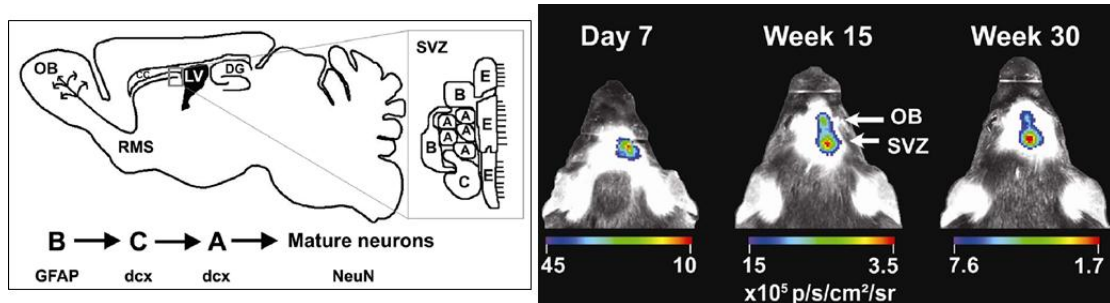 SVZ
OB
CC
LV
DG
RMS
E
B
A A
A A
E
B
A A
A
C
E
B → C → A → Mature neurons
GFAP dcx dcx NeuN
Day 7 Week 15 Week 30
OB
SVZ
45 10 15 3.5 7.6 1.7
x10⁵ p/s/cm²/sr